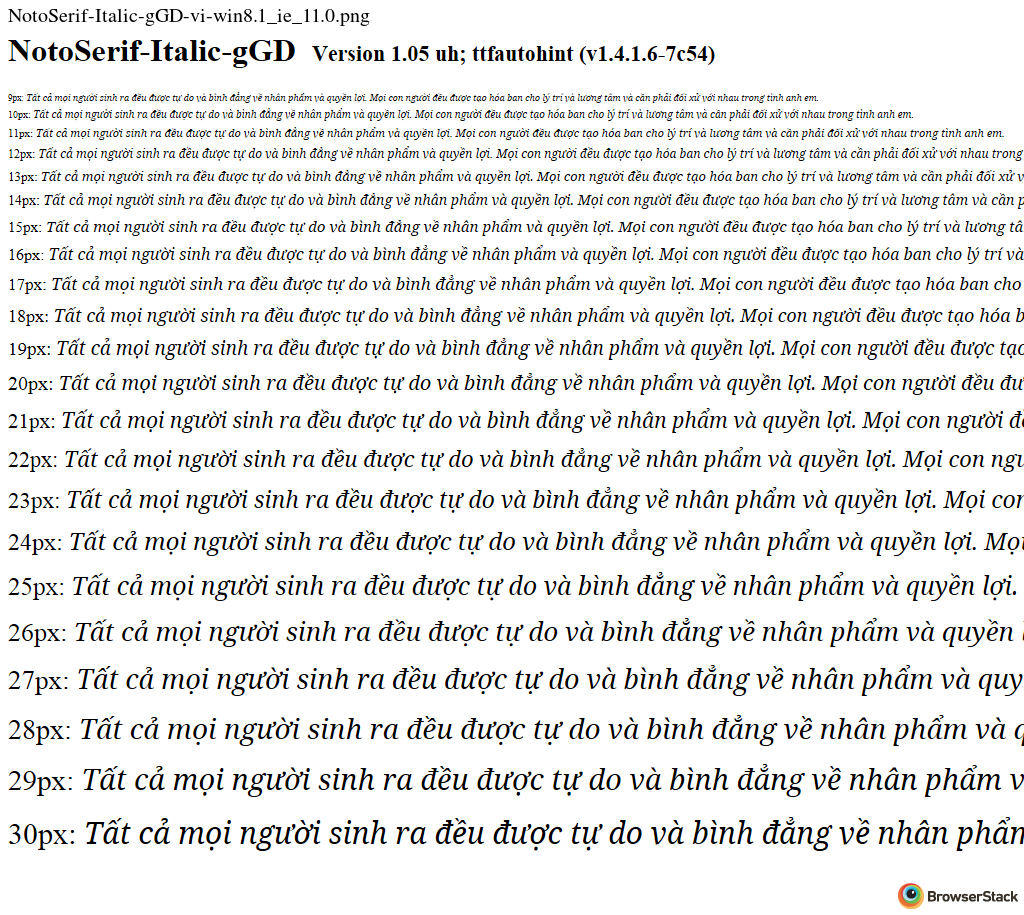 NotoSerif-Italic-gGD-vi-win8.1_ie_11.0.png
NotoSerif-Italic-gGD Version 1.05 uh; ttfautohint (v1.4.1.6-7c54)
9px: Tất cả mọi người sinh ra đều được tự do và bình đẳng về nhân phẩm và quyền lợi. Mọi con người đều được tạo hóa ban cho lý trí và lương tâm và cần phải đối xử với nhau trong tình anh em.
10px: Tất cả mọi người sinh ra đều được tự do và bình đẳng về nhân phẩm và quyền lợi. Mọi con người đều được tạo hóa ban cho lý trí và lương tâm và cần phải đối xử với nhau trong tình anh em.
11px: Tất cả mọi người sinh ra đều được tự do và bình đẳng về nhân phẩm và quyền lợi. Mọi con người đều được tạo hóa ban cho lý trí và lương tâm và cần phải đối xử với nhau trong tình anh em.
12px: Tất cả mọi người sinh ra đều được tự do và bình đẳng về nhân phẩm và quyền lợi. Mọi con người đều được tạo hóa ban cho lý trí và lương tâm và cần phải đối xử với nhau trong
13px: Tất cả mọi người sinh ra đều được tự do và bình đẳng về nhân phẩm và quyền lợi. Mọi con người đều được tạo hóa ban cho lý trí và lương tâm và cần phải đối xử v
14px: Tất cả mọi người sinh ra đều được tự do và bình đẳng về nhân phẩm và quyền lợi. Mọi con người đều được tạo hóa ban cho lý trí và lương tâm và cần p
15px: Tất cả mọi người sinh ra đều được tự do và bình đẳng về nhân phẩm và quyền lợi. Mọi con người đều được tạo hóa ban cho lý trí và lương tâ
16px: Tất cả mọi người sinh ra đều được tự do và bình đẳng về nhân phẩm và quyền lợi. Mọi con người đều được tạo hóa ban cho lý trí và
17px: Tất cả mọi người sinh ra đều được tự do và bình đẳng về nhân phẩm và quyền lợi. Mọi con người đều được tạo hóa ban cho
18px: Tất cả mọi người sinh ra đều được tự do và bình đẳng về nhân phẩm và quyền lợi. Mọi con người đều được tạo hóa b
19px: Tất cả mọi người sinh ra đều được tự do và bình đẳng về nhân phẩm và quyền lợi. Mọi con người đều được tạo
20px: Tất cả mọi người sinh ra đều được tự do và bình đẳng về nhân phẩm và quyền lợi. Mọi con người đều đư
21px: Tất cả mọi người sinh ra đều được tự do và bình đẳng về nhân phẩm và quyền lợi. Mọi con người đề
22px: Tất cả mọi người sinh ra đều được tự do và bình đẳng về nhân phẩm và quyền lợi. Mọi con ngư
23px: Tất cả mọi người sinh ra đều được tự do và bình đẳng về nhân phẩm và quyền lợi. Mọi con
24px: Tất cả mọi người sinh ra đều được tự do và bình đẳng về nhân phẩm và quyền lợi. Mọi
25px: Tất cả mọi người sinh ra đều được tự do và bình đẳng về nhân phẩm và quyền lợi.
26px: Tất cả mọi người sinh ra đều được tự do và bình đẳng về nhân phẩm và quyền
27px: Tất cả mọi người sinh ra đều được tự do và bình đẳng về nhân phẩm và quy
28px: Tất cả mọi người sinh ra đều được tự do và bình đẳng về nhân phẩm và q
29px: Tất cả mọi người sinh ra đều được tự do và bình đẳng về nhân phẩm v
30px: Tất cả mọi người sinh ra đều được tự do và bình đẳng về nhân phẩm
BrowserStack